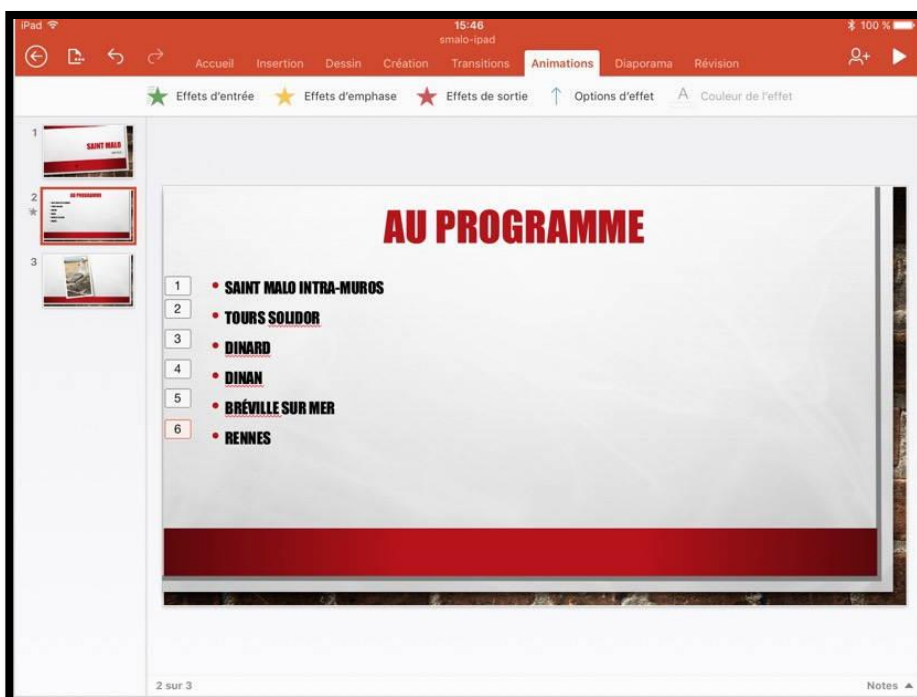 iPad 15:46 100 %
smalo-ipad
Accueil Insertion Dessin Création Transitions Animations Diaporama Révision
Effets d'entrée Effets d'emphase Effets de sortie Options d'effet A Couleur de l'effet
1
SAINT MALO
2
AU PROGRAMME
3
AU PROGRAMME
1 • SAINT MALO INTRA-MUROS
2 • TOURS SOLIDOR
3 • DINARD
4 • DINAN
5 • BRÉVILLE SUR MER
6 • RENNES
2 sur 3 Notes